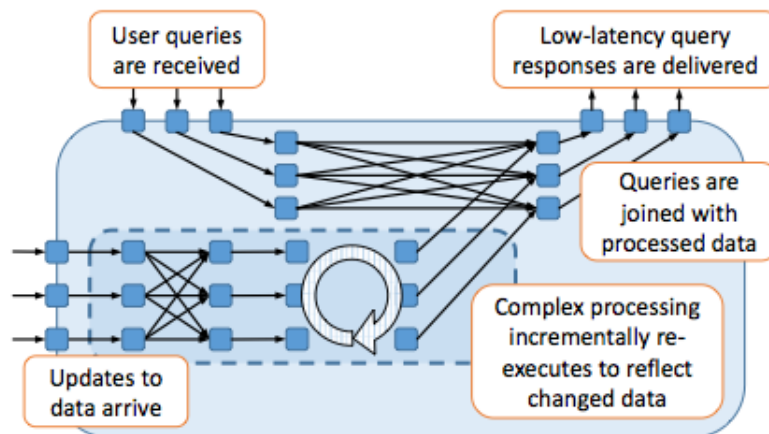 User queries
are received
Low-latency query
responses are delivered
Queries are
joined with
processed data
Complex processing
incrementally re-
executes to reflect
changed data
Updates to
data arrive